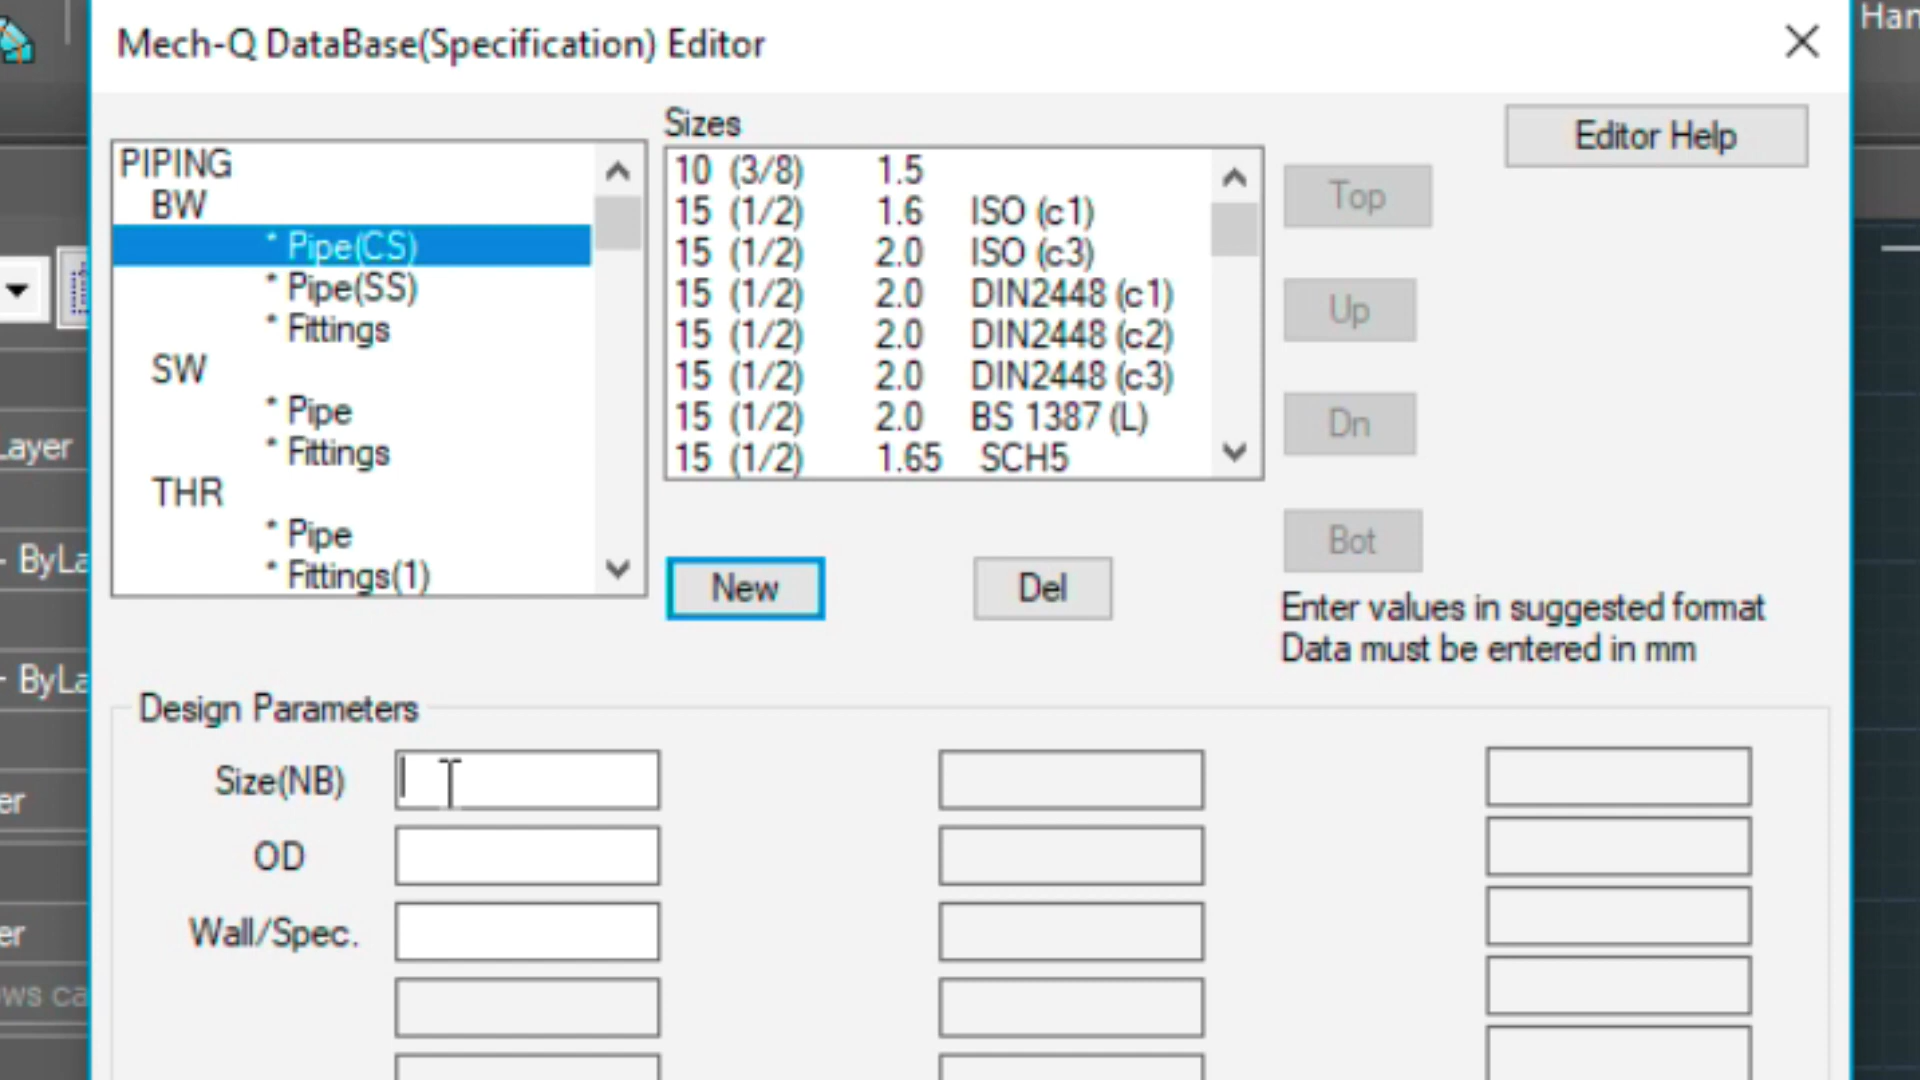 Han
Mech-Q DataBase(Specification) Editor
Sizes
Editor Help
PIPING
BW
* Pipe(CS)
* Pipe(SS)
* Fittings
SW
* Pipe
* Fittings
THR
* Pipe
* Fittings(1)
10 (3/8) 1.5
15 (1/2) 1.6 ISO (c1)
15 (1/2) 2.0 ISO (c3)
15 (1/2) 2.0 DIN2448 (c1)
15 (1/2) 2.0 DIN2448 (c2)
15 (1/2) 2.0 DIN2448 (c3)
15 (1/2) 2.0 BS 1387 (L)
15 (1/2) 1.65 SCH5
Top
Up
Dn
Bot
New
Del
Enter values in suggested format
Data must be entered in mm
Design Parameters
Size(NB)
OD
Wall/Spec.
Layer
- ByLa
- ByLa
er
er
ws ca